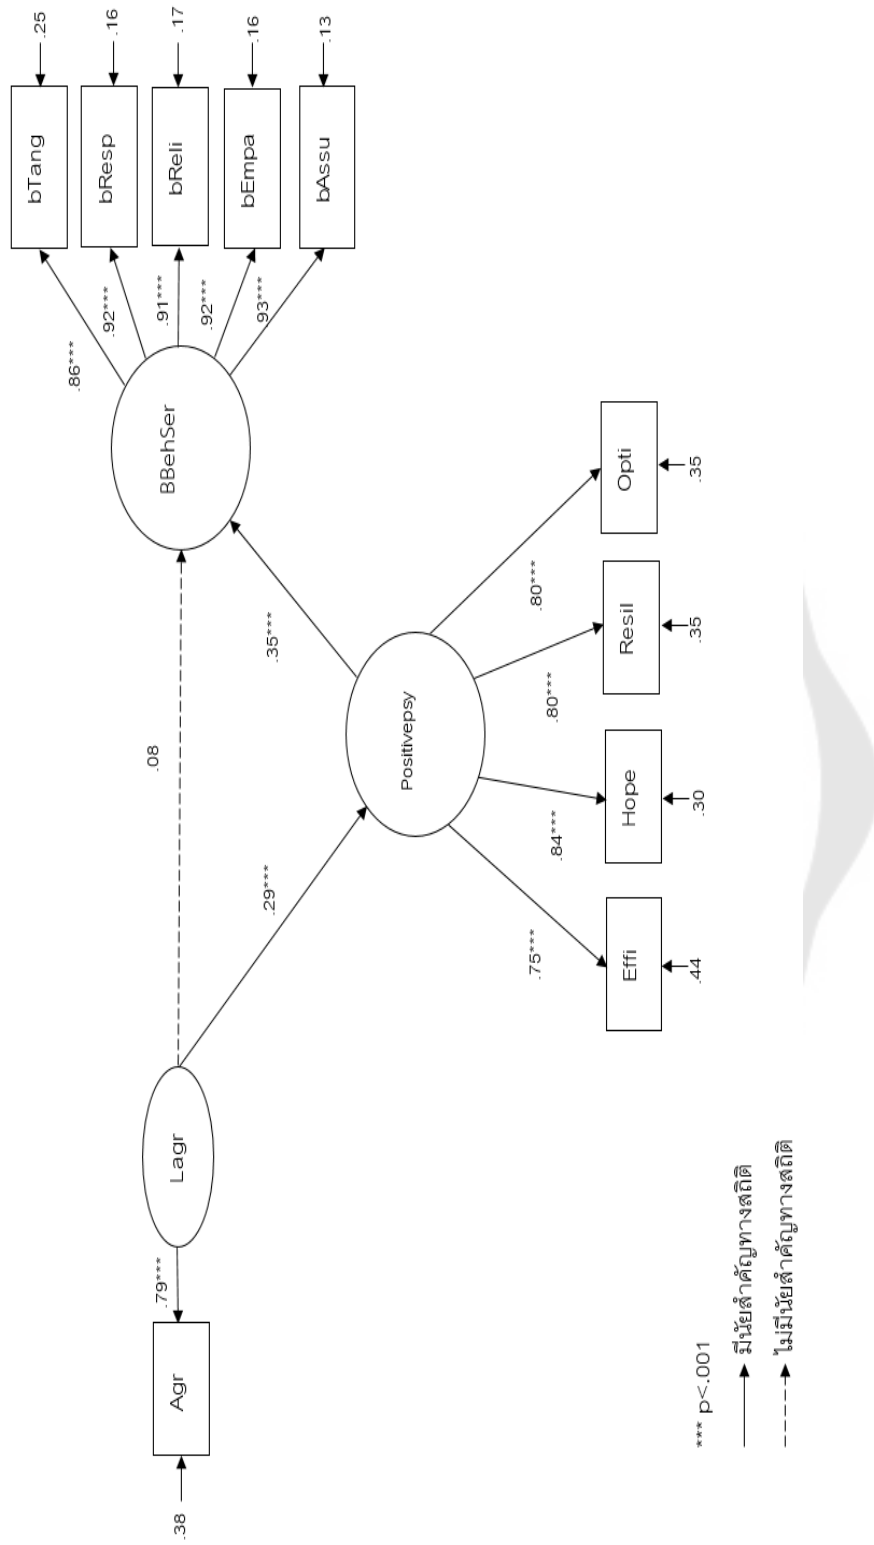 .38
Agr
.79***
Lagr
.08
.29***
Positivepsy
.35***
BBehSer
.86***
.92***
.91***
.92***
.93***
bTang
bResp
bReli
bEmpa
bAssu
.25
.16
.17
.16
.13
.75***
.84***
.80***
.80***
Effi
Hope
Resil
Opti
.44
.30
.35
.35
*** p<.001
มีนัยสำคัญทางสถิติ
ไม่มีนัยสำคัญทางสถิติ